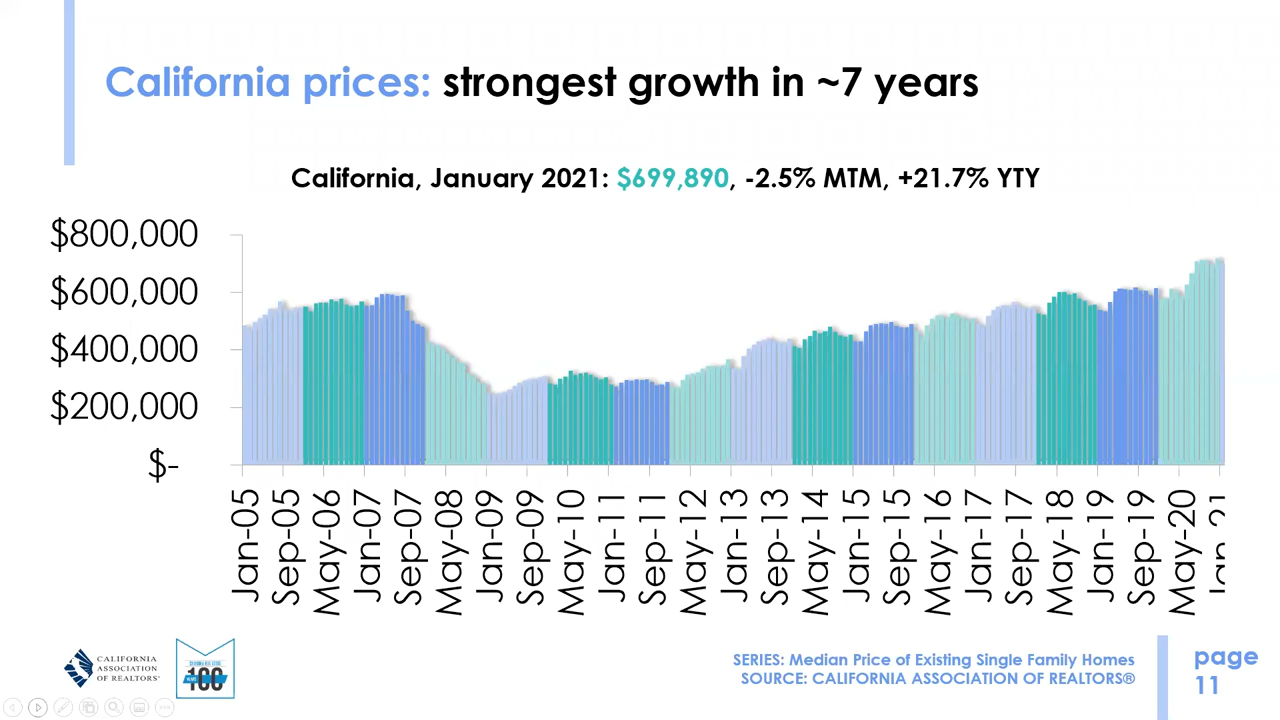 California prices: strongest growth in ~7 years
California, January 2021: $699,890, -2.5% MTM, +21.7% YTY
$800,000
$600,000
$400,000
$200,000
$-
Jan-05
Sep-05
May-06
Jan-07
Sep-07
May-08
Jan-09
Sep-09
May-10
Jan-11
Sep-11
May-12
Jan-13
Sep-13
May-14
Jan-15
Sep-15
May-16
Jan-17
Sep-17
May-18
Jan-19
Sep-19
May-20
Jan-21
CALIFORNIA
ASSOCIATION
OF REALTORS®
100
SERIES: Median Price of Existing Single Family Homes
SOURCE: CALIFORNIA ASSOCIATION OF REALTORS®
page
11